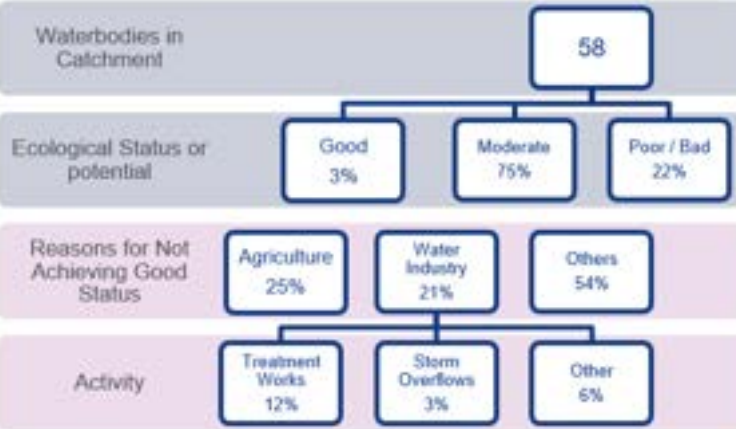 Waterbodies in
Catchment
58
Ecological Status or
potential
Good
3%
Moderate
75%
Poor / Bad
22%
Reasons for Not
Achieving Good
Status
Agriculture
25%
Water
Industry
21%
Others
54%
Activity
Treatment
Works
12%
Storm
Overflows
3%
Other
6%